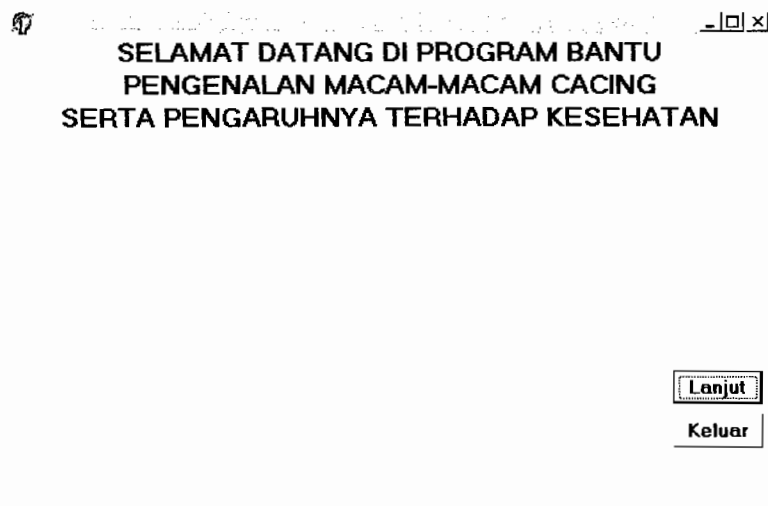 SELAMAT DATANG DI PROGRAM BANTU
PENGENALAN MACAM-MACAM CACING
SERTA PENGARUHNYA TERHADAP KESEHATAN
Lanjut
Keluar